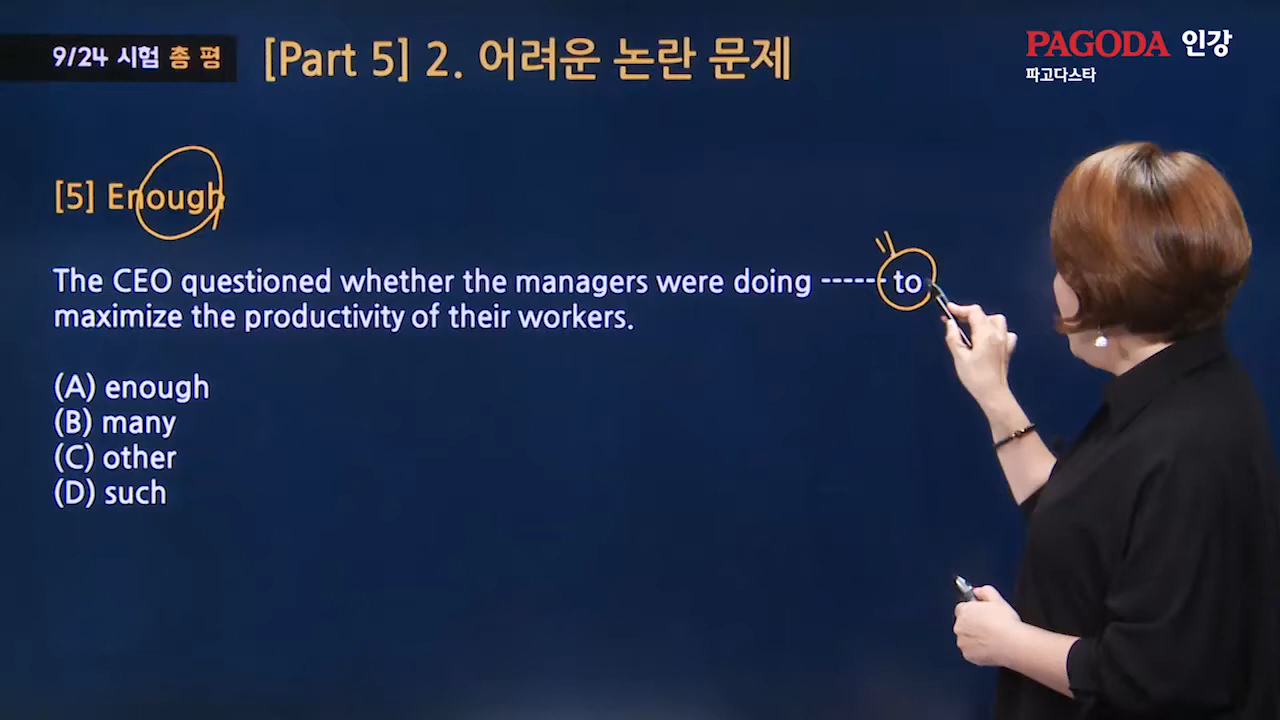 9/24 시험 총 평
[Part 5] 2. 어려운 논란 문제
PAGODA 인강
파고다스타
[5] Enough
The CEO questioned whether the managers were doing ------ to
maximize the productivity of their workers.
(A) enough
(B) many
(C) other
(D) such